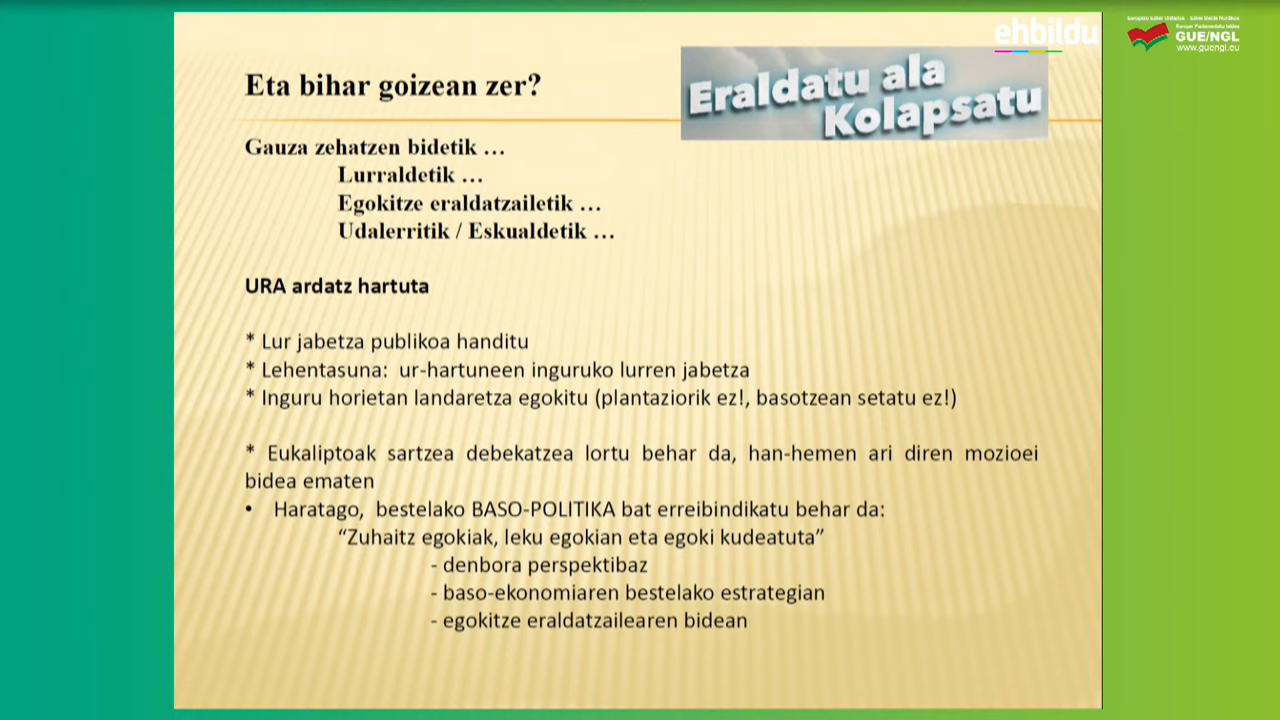 ehbildu
GUE/NGL
www.guengl.eu
Eta bihar goizean zer?
Eraldatu ala
Kolapsatu
Gauza zehatzen bidetik …
Lurraldetik …
Egokitze eraldatzailetik …
Udalerritik / Eskualdetik …
URA ardatz hartuta
* Lur jabetza publikoa handitu
* Lehentasuna: ur-hartuneen inguruko lurren jabetza
* Inguru horietan landaretza egokitu (plantaziorik ez!, basotzean setatu ez!)
* Eukaliptoak sartzea debekatzea lortu behar da, han-hemen ari diren mozioei
bidea ematen
• Haratago, bestelako BASO-POLITIKA bat erreibindikatu behar da:
“Zuhaitz egokiak, leku egokian eta egoki kudeatuta”
- denbora perspektibaz
- baso-ekonomiaren bestelako estrategian
- egokitze eraldatzailearen bidean